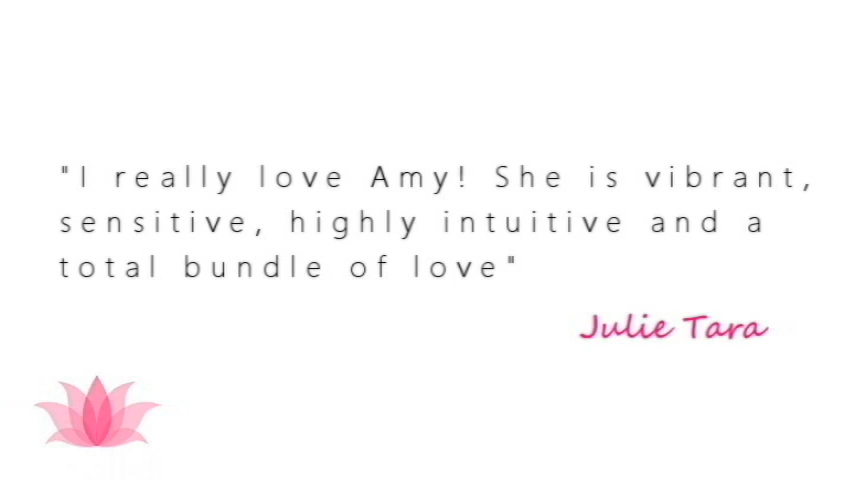 "I really love Amy! She is vibrant,
sensitive, highly intuitive and a
total bundle of love"
Julie Tara